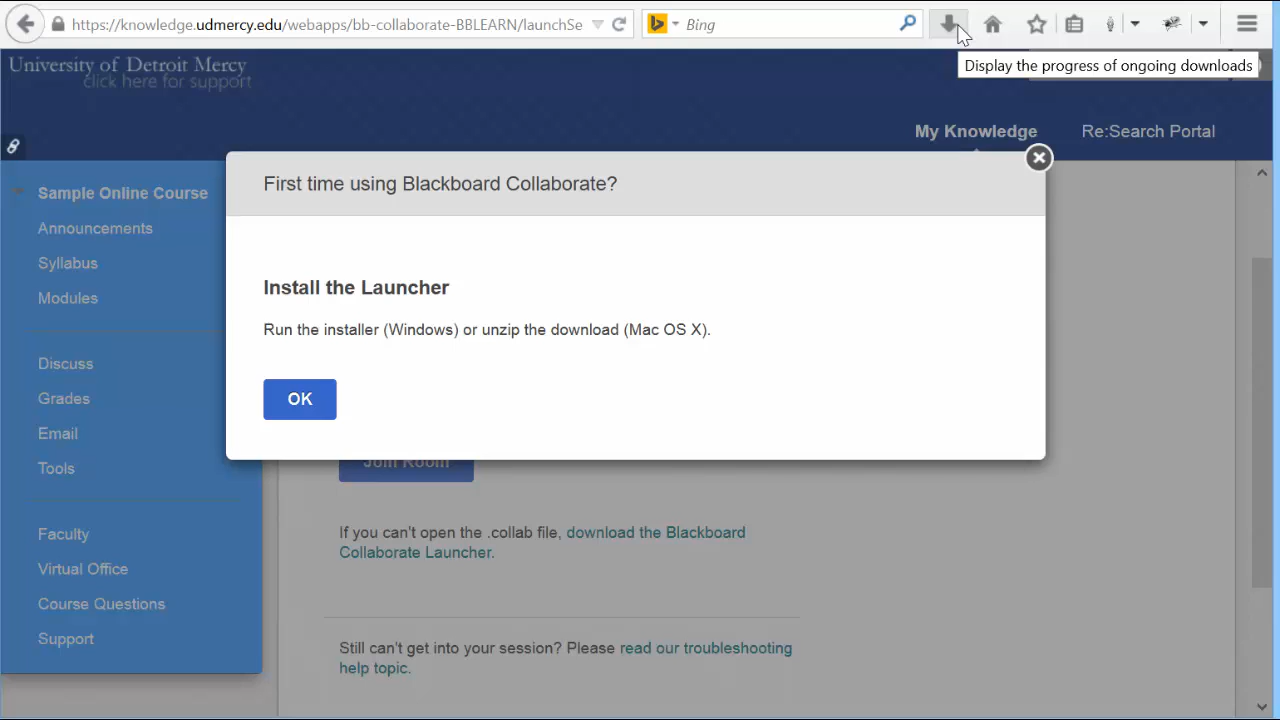 https://knowledge.udmercy.edu/webapps/bb-collaborate-BBLEARN/launchSe
Bing
Display the progress of ongoing downloads
University of Detroit Mercy
click here for support
My Knowledge
Re:Search Portal
First time using Blackboard Collaborate?
Install the Launcher
Run the installer (Windows) or unzip the download (Mac OS X).
OK
Sample Online Course
Announcements
Syllabus
Modules
Discuss
Grades
Email
Tools
Faculty
Virtual Office
Course Questions
Support
Join Room
If you can't open the .collab file, download the Blackboard
Collaborate Launcher.
Still can't get into your session? Please read our troubleshooting
help topic.